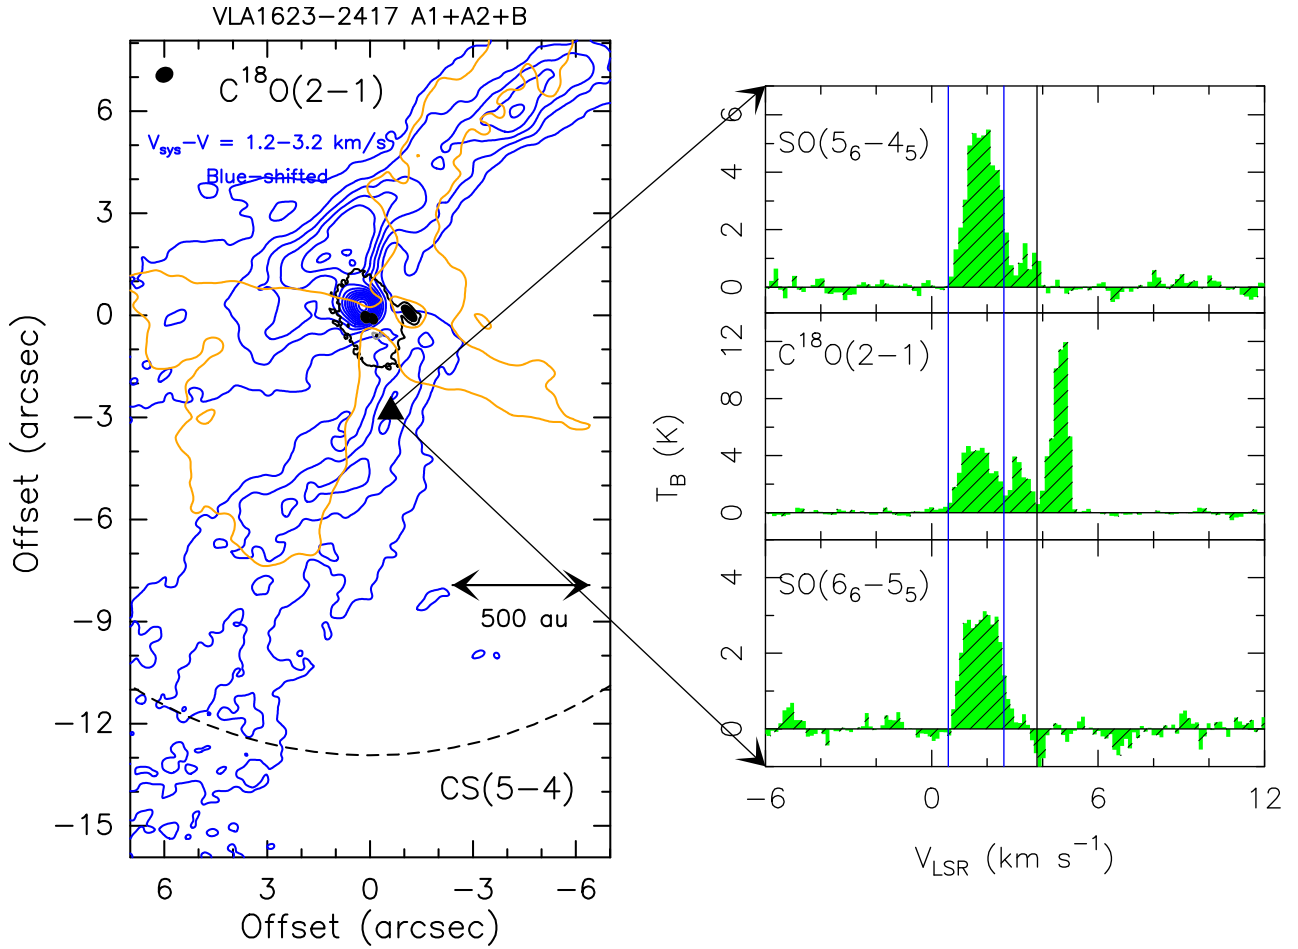 VLA1623−2417 A1+A2+B
C¹⁸O(2−1)
Vsys−V = 1.2−3.2 km/s
Blue−shifted
500 au
CS(5−4)
6
3
0
−3
−6
−9
−12
−15
Offset (arcsec)
6 3 0 −3 −6
Offset (arcsec)
SO(5₆−4₅)
6
4
2
0
C¹⁸O(2−1)
12
8
4
0
SO(6₆−5₅)
4
2
0
T_B (K)
−6 0 6 12
V_LSR (km s⁻¹)